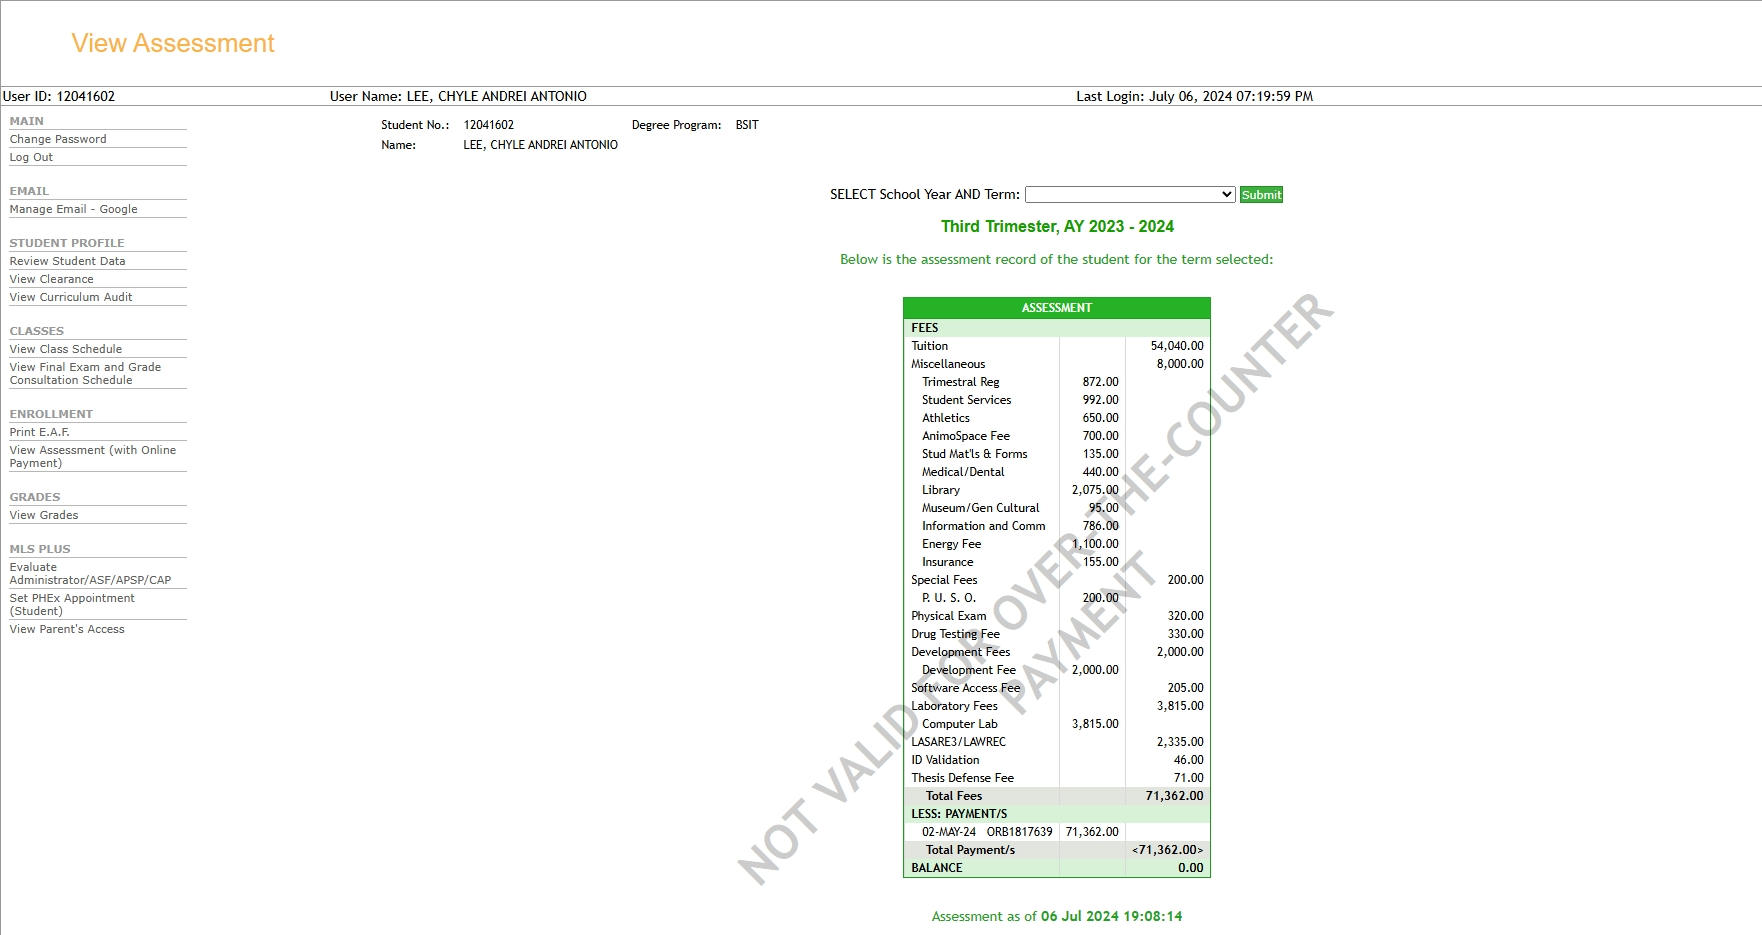 View Assessment
User ID: 12041602 User Name: LEE, CHYLE ANDREI ANTONIO Last Login: July 06, 2024 07:19:59 PM
MAIN
Change Password
Log Out
EMAIL
Manage Email - Google
STUDENT PROFILE
Review Student Data
View Clearance
View Curriculum Audit
CLASSES
View Class Schedule
View Final Exam and Grade
Consultation Schedule
ENROLLMENT
Print E.A.F.
View Assessment (with Online
Payment)
GRADES
View Grades
MLS PLUS
Evaluate
Administrator/ASF/APSP/CAP
Set PHEx Appointment
(Student)
View Parent's Access
Student No.: 12041602 Degree Program: BSIT
Name: LEE, CHYLE ANDREI ANTONIO
SELECT School Year AND Term: Submit
Third Trimester, AY 2023 - 2024
Below is the assessment record of the student for the term selected:
ASSESSMENT
FEES
Tuition 54,040.00
Miscellaneous 8,000.00
Trimestral Reg 872.00
Student Services 992.00
Athletics 650.00
AnimoSpace Fee 700.00
Stud Mat'ls & Forms 135.00
Medical/Dental 440.00
Library 2,075.00
Museum/Gen Cultural 95.00
Information and Comm 786.00
Energy Fee 1,100.00
Insurance 155.00
Special Fees 200.00
P. U. S. O. 200.00
Physical Exam 320.00
Drug Testing Fee 330.00
Development Fees 2,000.00
Development Fee 2,000.00
Software Access Fee 205.00
Laboratory Fees 3,815.00
Computer Lab 3,815.00
LASARE3/LAWREC 2,335.00
ID Validation 46.00
Thesis Defense Fee 71.00
Total Fees 71,362.00
LESS: PAYMENT/S
02-MAY-24 ORB1817639 71,362.00
Total Payment/s <71,362.00>
BALANCE 0.00
NOT VALID FOR OVER-THE-COUNTER
PAYMENT
Assessment as of 06 Jul 2024 19:08:14